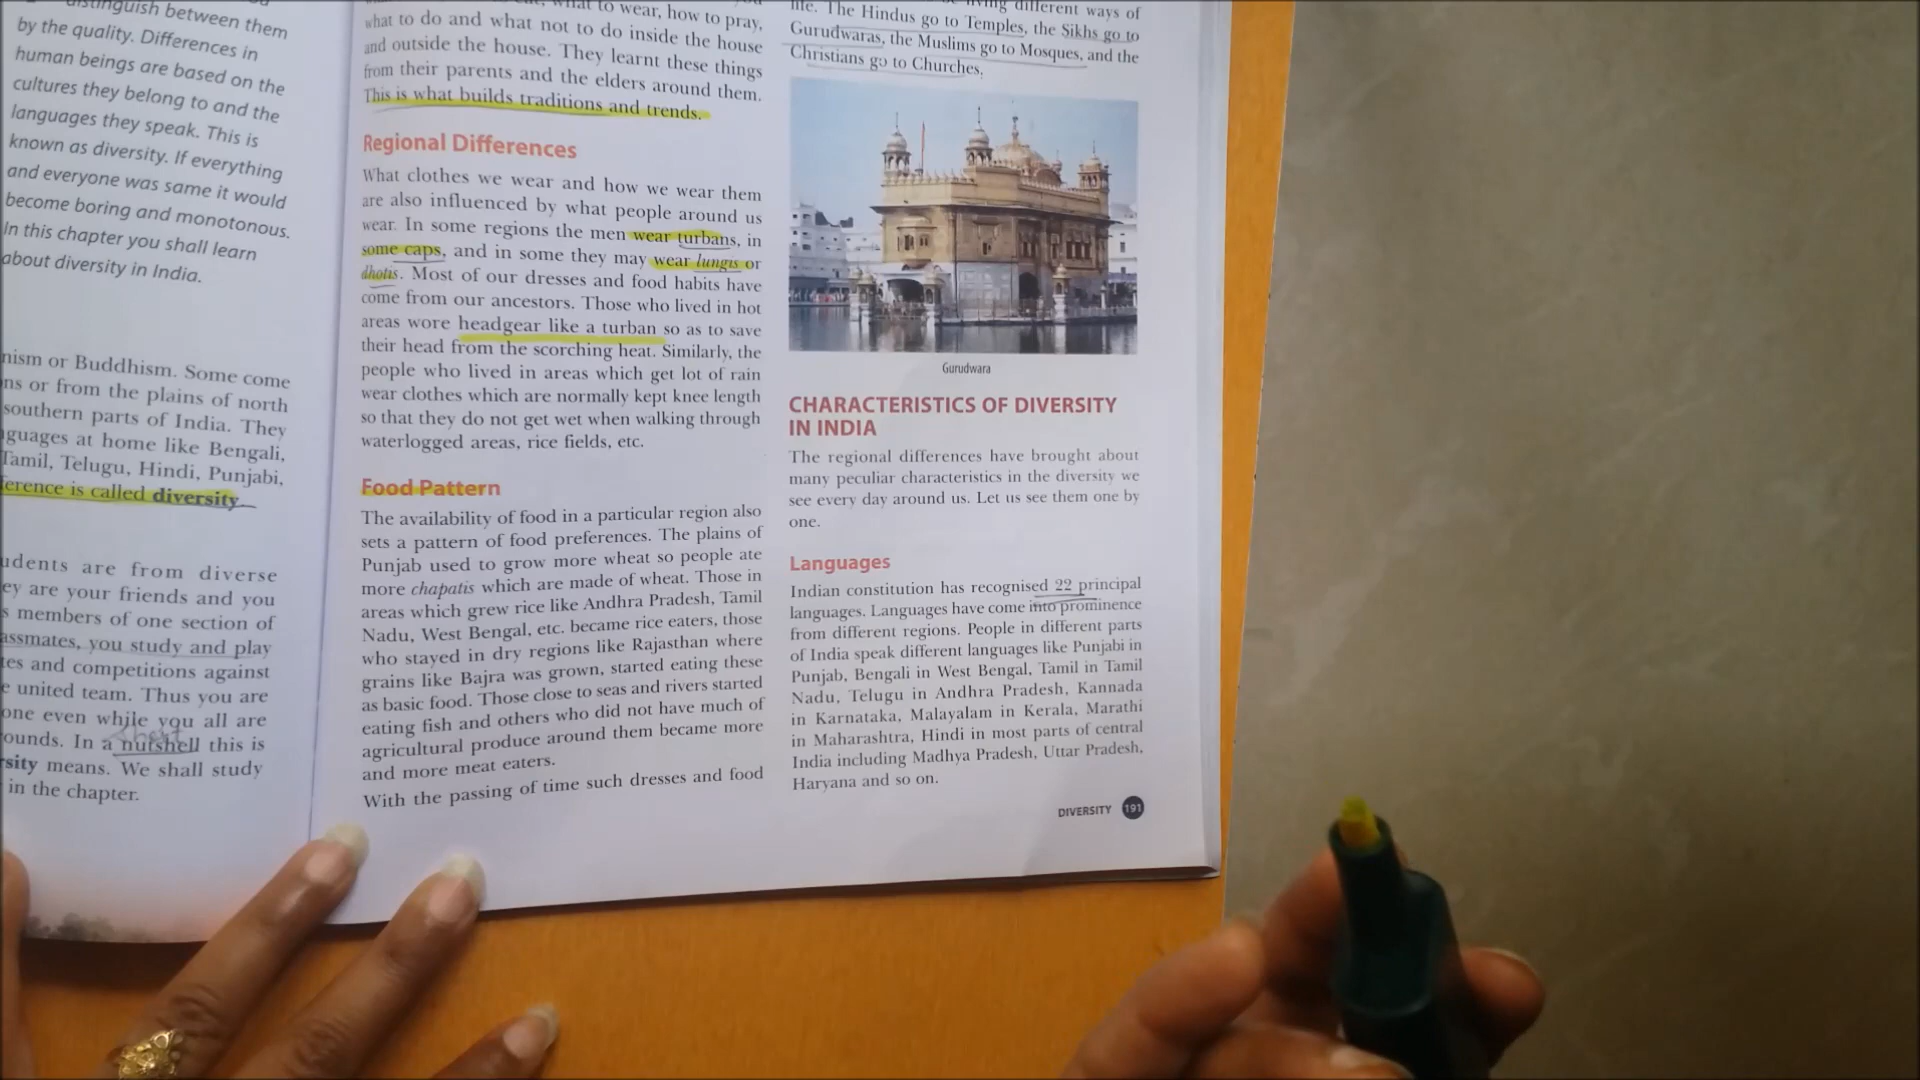 distinguish between them
by the quality. Differences in
human beings are based on the
cultures they belong to and the
languages they speak. This is
known as diversity. If everything
and everyone was same it would
become boring and monotonous.
In this chapter you shall learn
about diversity in India.
nism or Buddhism. Some come
ns or from the plains of north
southern parts of India. They
guages at home like Bengali,
Tamil, Telugu, Hindi, Punjabi,
ference is called diversity.
udents are from diverse
ey are your friends and you
s members of one section of
assmates, you study and play
tes and competitions against
e united team. Thus you are
one even while you all are
ounds. In a nutshell this is
rsity means. We shall study
in the chapter.
what to wear, how to pray,
what to do and what not to do inside the house
and outside the house. They learnt these things
from their parents and the elders around them.
This is what builds traditions and trends.
Regional Differences
What clothes we wear and how we wear them
are also influenced by what people around us
wear. In some regions the men wear turbans, in
some caps, and in some they may wear lungis or
dhotis. Most of our dresses and food habits have
come from our ancestors. Those who lived in hot
areas wore headgear like a turban so as to save
their head from the scorching heat. Similarly, the
people who lived in areas which get lot of rain
wear clothes which are normally kept knee length
so that they do not get wet when walking through
waterlogged areas, rice fields, etc.
Food Pattern
The availability of food in a particular region also
sets a pattern of food preferences. The plains of
Punjab used to grow more wheat so people ate
more chapatis which are made of wheat. Those in
areas which grew rice like Andhra Pradesh, Tamil
Nadu, West Bengal, etc. became rice eaters, those
who stayed in dry regions like Rajasthan where
grains like Bajra was grown, started eating these
as basic food. Those close to seas and rivers started
eating fish and others who did not have much of
agricultural produce around them became more
and more meat eaters.
With the passing of time such dresses and food
different ways of
life. The Hindus go to Temples, the Sikhs go to
Gurudwaras, the Muslims go to Mosques, and the
Christians go to Churches.
Gurudwara
CHARACTERISTICS OF DIVERSITY
IN INDIA
The regional differences have brought about
many peculiar characteristics in the diversity we
see every day around us. Let us see them one by
one.
Languages
Indian constitution has recognised 22 principal
languages. Languages have come into prominence
from different regions. People in different parts
of India speak different languages like Punjabi in
Punjab, Bengali in West Bengal, Tamil in Tamil
Nadu, Telugu in Andhra Pradesh, Kannada
in Karnataka, Malayalam in Kerala, Marathi
in Maharashtra, Hindi in most parts of central
India including Madhya Pradesh, Uttar Pradesh,
Haryana and so on.
DIVERSITY 191